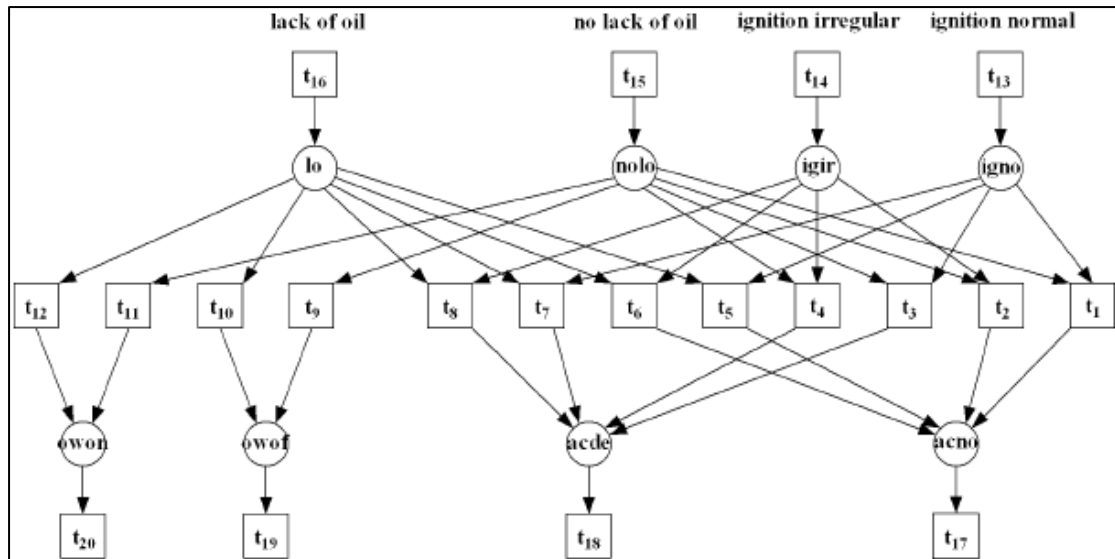 lack of oil no lack of oil ignition irregular ignition normal
t16 t15 t14 t13
lo nolo igir igno
t12 t11 t10 t9 t8 t7 t6 t5 t4 t3 t2 t1
owon owof acde acno
t20 t19 t18 t17